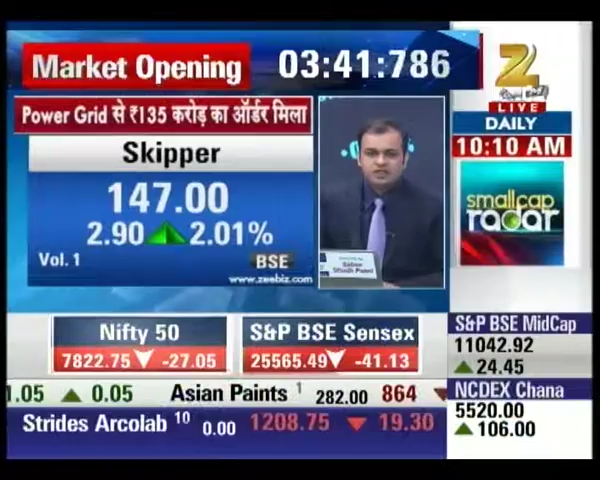 Market Opening
03:41:786
LIVE
DAILY
10:10 AM
smallcap
radar
Power Grid से ₹135 करोड़ का ऑर्डर मिला
Skipper
147.00
2.90 2.01%
Vol. 1
BSE
www.zeebiz.com
Nifty 50
7822.75 -27.05
S&P BSE Sensex
25565.49 -41.13
S&P BSE MidCap
11042.92
24.45
NCDEX Chana
5520.00
106.00
1.05 0.05 Asian Paints 1 282.00 864
Strides Arcolab 10 0.00 1208.75 19.30